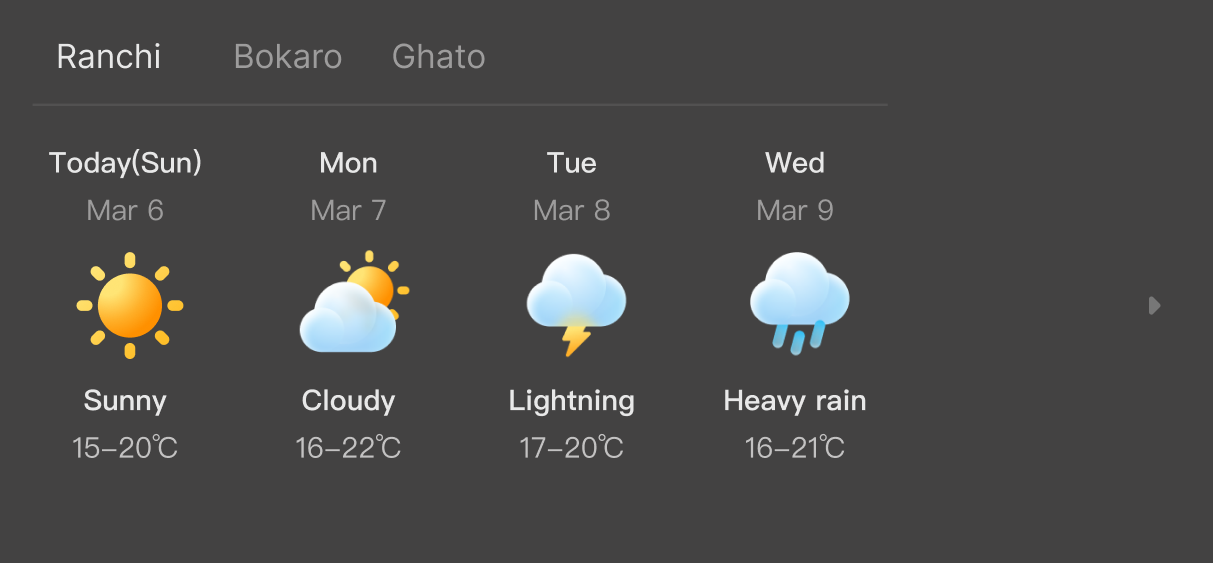 Ranchi Bokaro Ghato
Today(Sun) Mon Tue Wed
Mar 6 Mar 7 Mar 8 Mar 9
Sunny Cloudy Lightning Heavy rain
15–20℃ 16–22℃ 17–20℃ 16–21℃